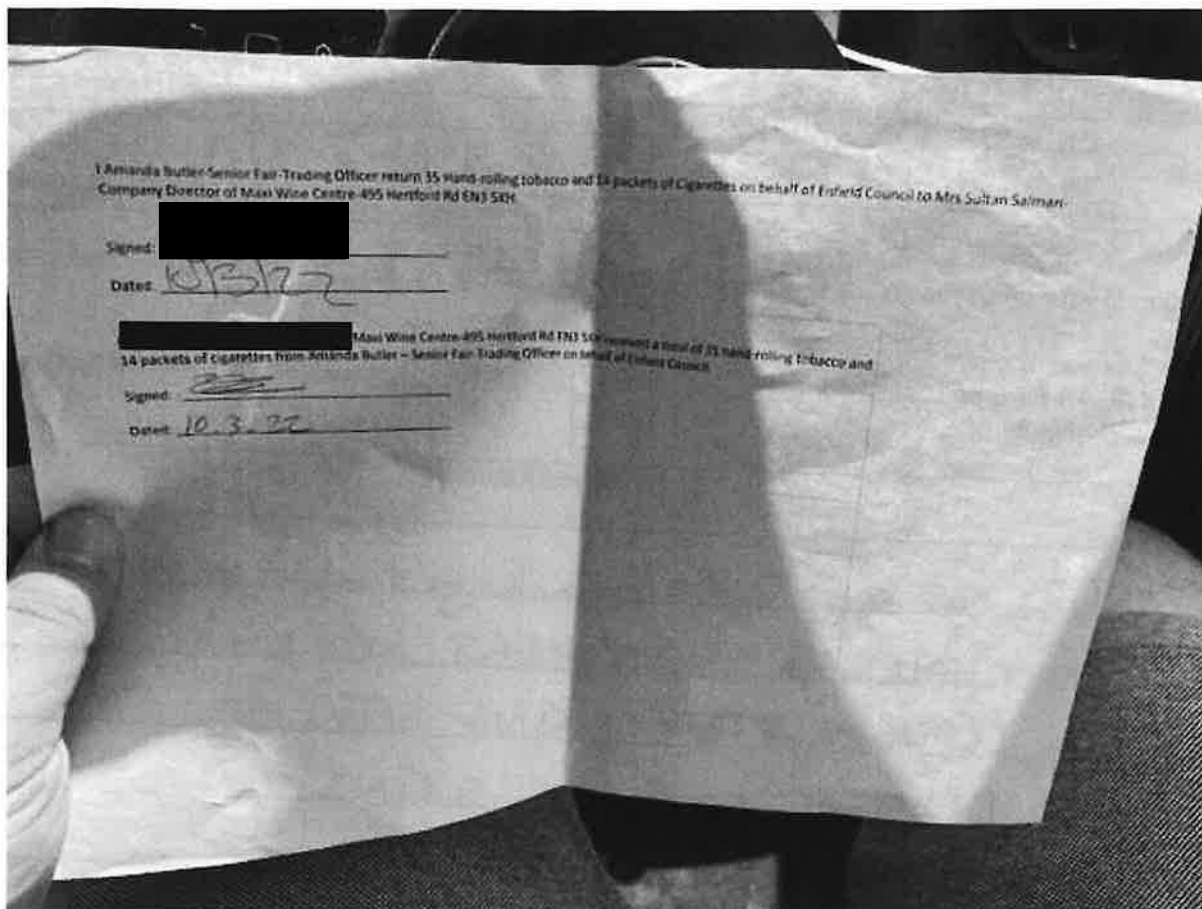 I Amanda Butler-Senior Fair-Trading Officer return 35 Hand-rolling tobacco and 14 packets of Cigarettes on behalf of Enfield Council to Mrs Sultan Salman-
Company Director of Maxi Wine Centre-495 Hertford Rd EN3 5XH
Signed:
Dated: 10/3/22
Maxi Wine Centre-495 Hertford Rd EN3 received a total of 35 hand-rolling tobacco and
14 packets of cigarettes from Amanda Butler – Senior Fair-Trading Officer on behalf of Enfield Council
Signed:
Dated: 10.3.22